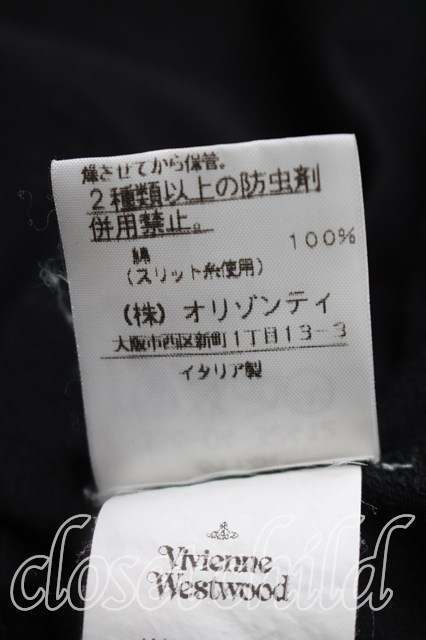 燥させてから保管。
2種類以上の防虫剤
併用禁止。
綿 100%
(スリット糸使用)
(株) オリゾンティ
大阪市西区新町1丁目13-3
イタリア製
Vivienne
Westwood
closet child